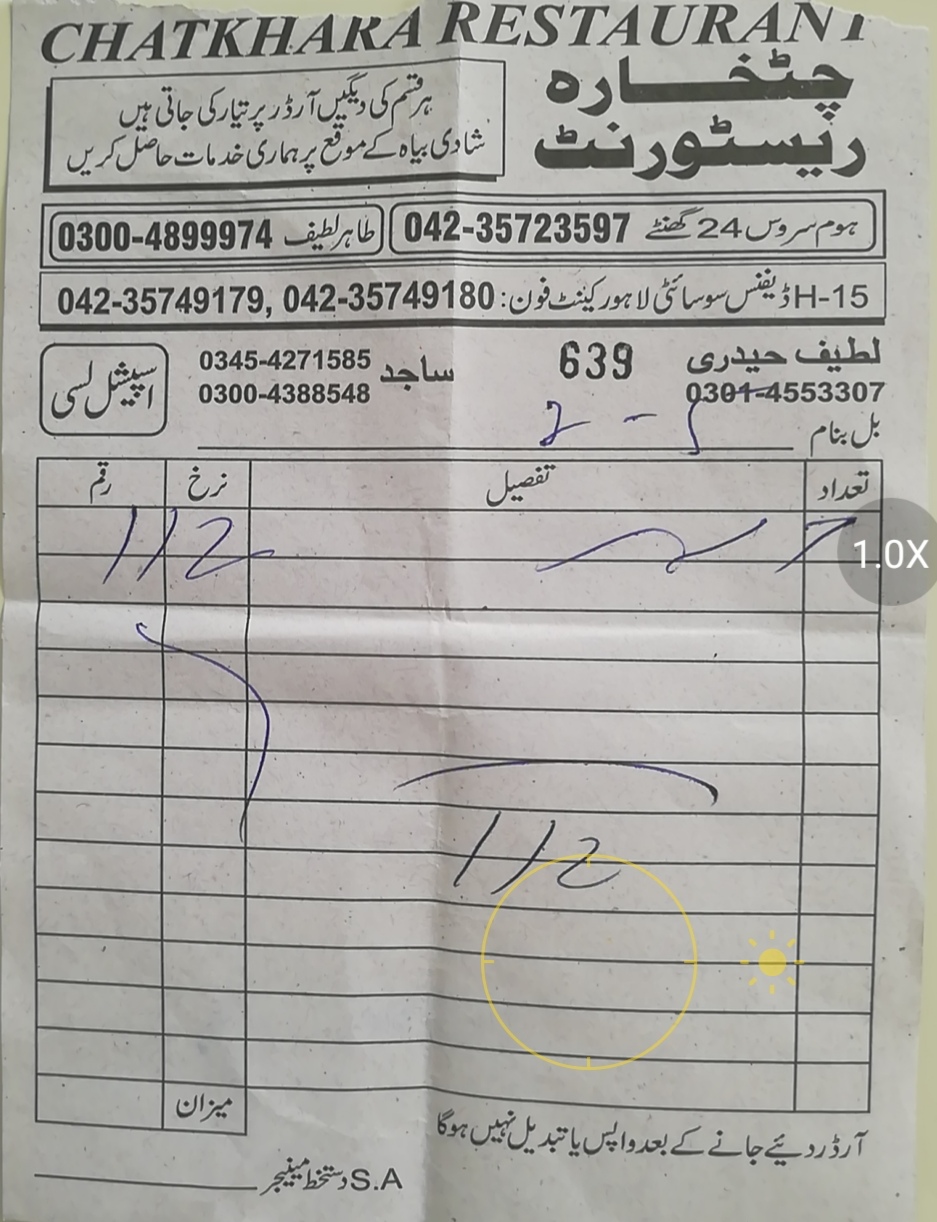 CHATKHARA RESTAURANT
چٹخارہ
ریسٹورنٹ
ہر قسم کی دیگیں آرڈر پر تیار کی جاتی ہیں
شادی بیاہ کے موقع پر ہماری خدمات حاصل کریں
ہوم سروس 24 گھنٹے 042-35723597
طاہر لطیف 0300-4899974
H-15 ڈیفنس سوسائٹی لاہور کینٹ فون: 042-35749179, 042-35749180
لطیف حیدری
0301-4553307
639
ساجد 0345-4271585
0300-4388548
اسپیشل لسی
بل بنام
تعداد تفصیل نرخ رقم
112
112
میزان
آرڈر دیئے جانے کے بعد واپس یا تبدیل نہیں ہوگا
S.A دستخط مینیجر
1.0X